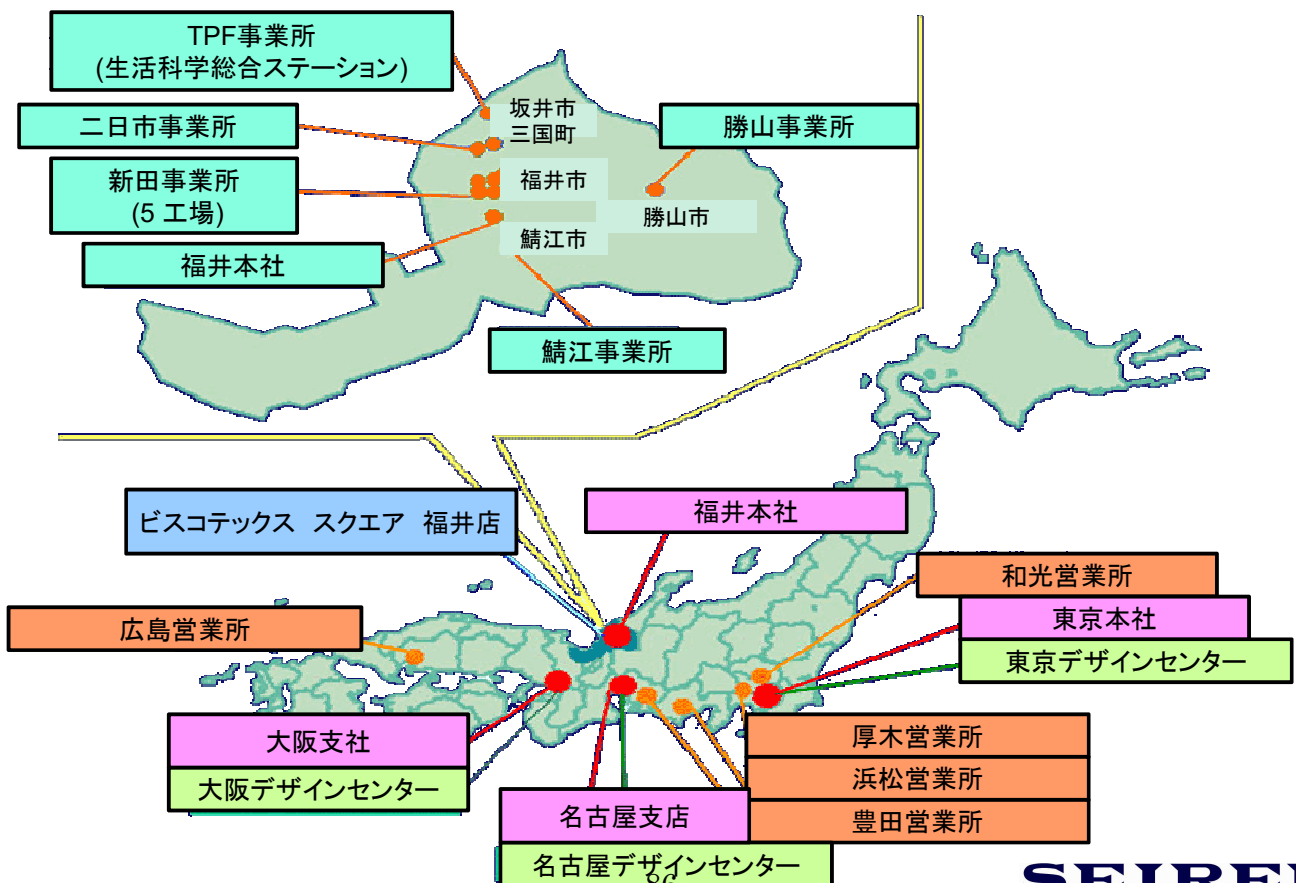 TPF事業所
(生活科学総合ステーション)
坂井市
三国町
二日市事業所
勝山事業所
新田事業所
(5 工場)
福井市
勝山市
福井本社
鯖江市
鯖江事業所
ビスコテックス スクエア 福井店
福井本社
和光営業所
広島営業所
東京本社
東京デザインセンター
大阪支社
大阪デザインセンター
厚木営業所
浜松営業所
豊田営業所
名古屋支店
名古屋デザインセンター